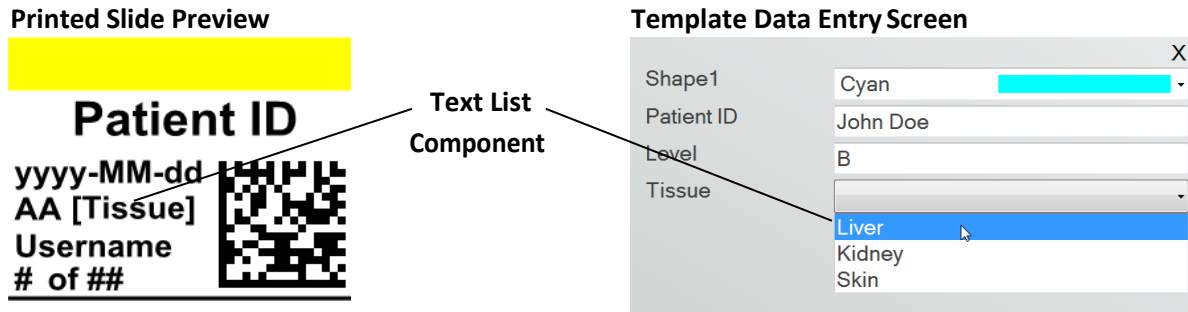 Printed Slide Preview
Patient ID
yyyy-MM-dd
AA [Tissue]
Username
# of ##
Text List
Component
Template Data Entry Screen
X
Shape1 Cyan
Patient ID John Doe
Level B
Tissue
Liver
Kidney
Skin